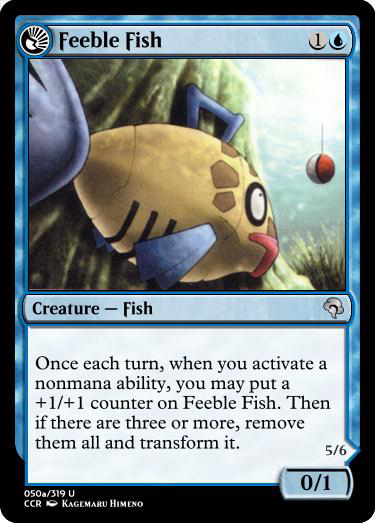 Feeble Fish 1
Creature — Fish
Once each turn, when you activate a
nonmana ability, you may put a
+1/+1 counter on Feeble Fish. Then
if there are three or more, remove
them all and transform it.
5/6
0/1
050a/319 U
CCR Kagemaru Himeno